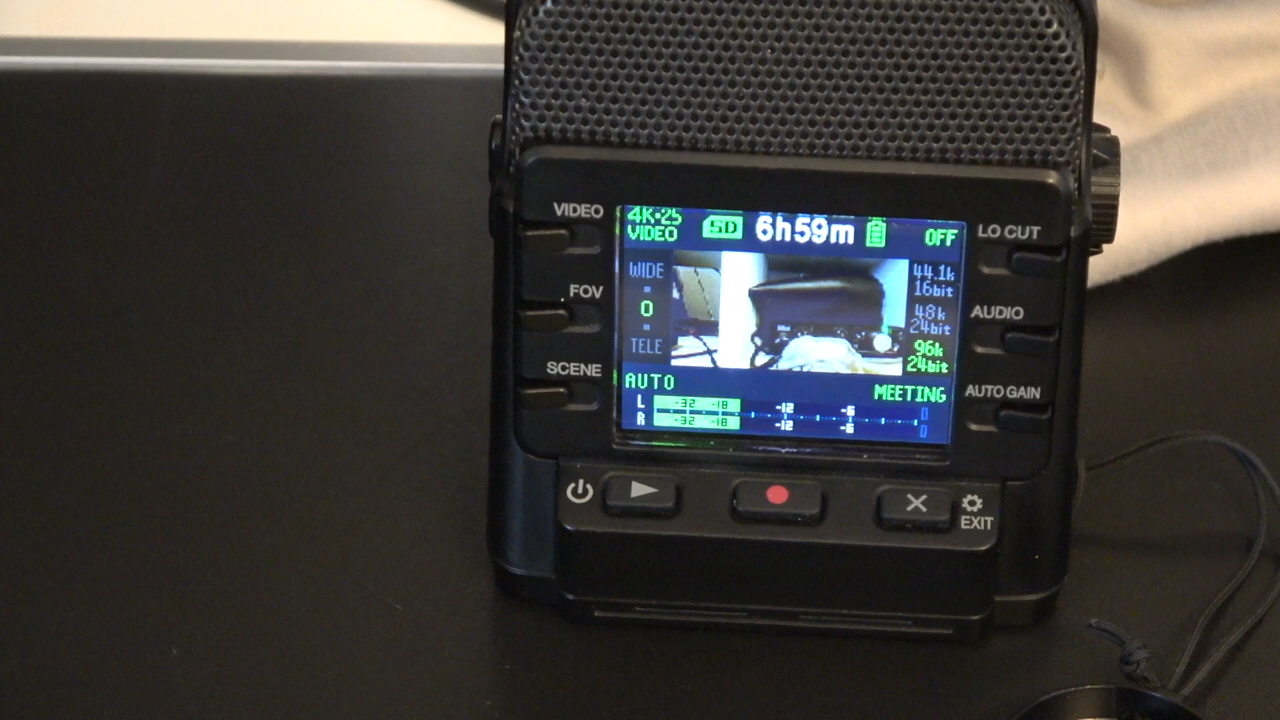 VIDEO
FOV
SCENE
4K•25
VIDEO
SD
6h59m
OFF
WIDE
0
TELE
44.1k
16bit
48k
24bit
96k
24bit
AUTO
MEETING
L -32 -18 -12 -6 0
R -32 -18 -12 -6 0
LO CUT
AUDIO
AUTO GAIN
EXIT